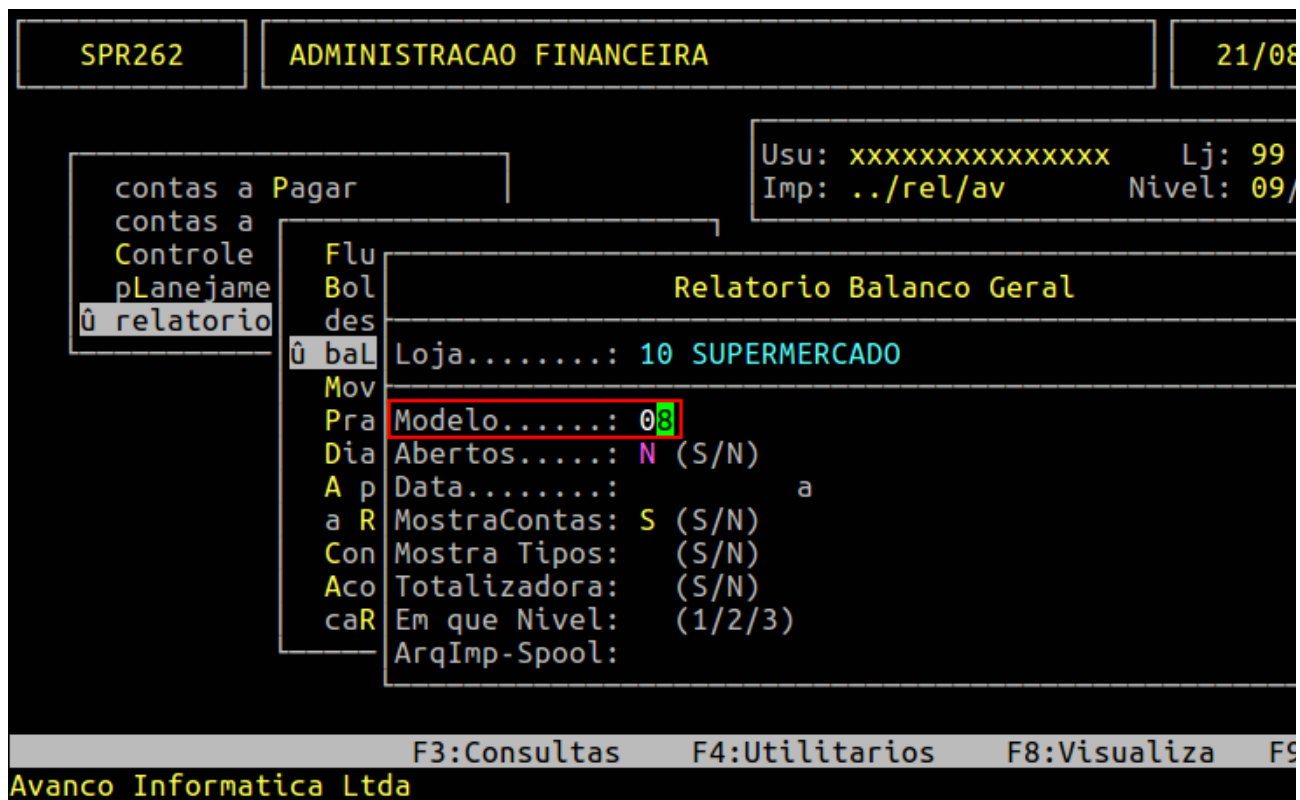 SPR262 ADMINISTRACAO FINANCEIRA 21/08
Usu: xxxxxxxxxxxxxxx Lj: 99
contas a Pagar Imp: ../rel/av Nivel: 09/
contas a
Controle Flu
pLanejame Bol Relatorio Balanco Geral
û relatorio des
û baL Loja........: 10 SUPERMERCADO
Mov
Pra Modelo......: 08
Dia Abertos.....: N (S/N)
A p Data........: a
a R MostraContas: S (S/N)
Con Mostra Tipos: (S/N)
Aco Totalizadora: (S/N)
caR Em que Nivel: (1/2/3)
ArqImp-Spool:
F3:Consultas F4:Utilitarios F8:Visualiza F9
Avanco Informatica Ltda